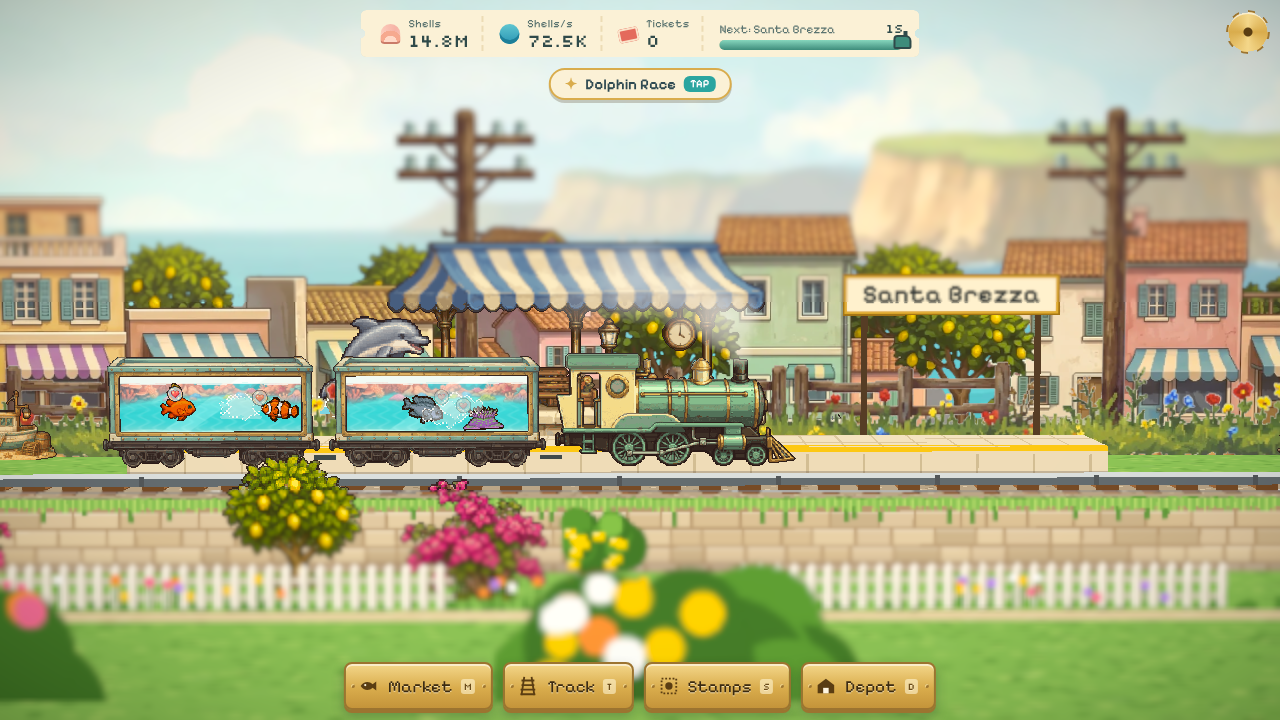 Shells
14.8M
Shells/s
72.5K
Tickets
0
Next: Santa Brezza
1S
Dolphin Race TAP
Santa Brezza
Market M
Track T
Stamps S
Depot D